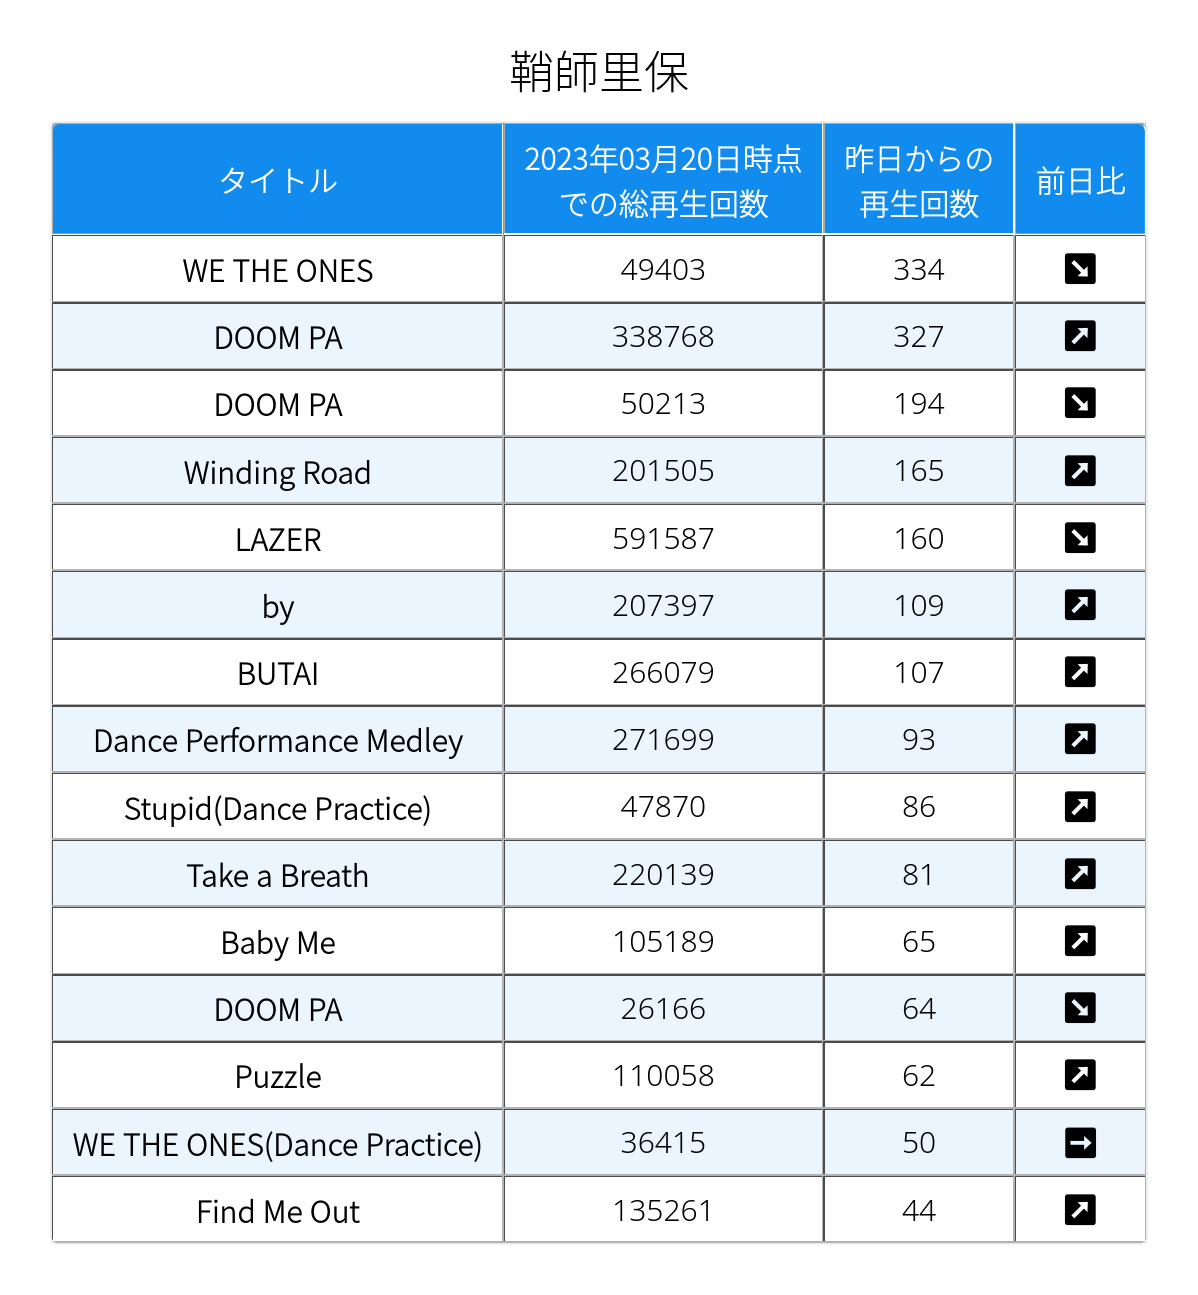 鞘師里保
タイトル
2023年03月20日時点
での総再生回数
昨日からの
再生回数
前日比
WE THE ONES 49403 334 ↘
DOOM PA 338768 327 ↗
DOOM PA 50213 194 ↘
Winding Road 201505 165 ↗
LAZER 591587 160 ↘
by 207397 109 ↗
BUTAI 266079 107 ↗
Dance Performance Medley 271699 93 ↗
Stupid(Dance Practice) 47870 86 ↗
Take a Breath 220139 81 ↗
Baby Me 105189 65 ↗
DOOM PA 26166 64 ↘
Puzzle 110058 62 ↗
WE THE ONES(Dance Practice) 36415 50 →
Find Me Out 135261 44 ↗